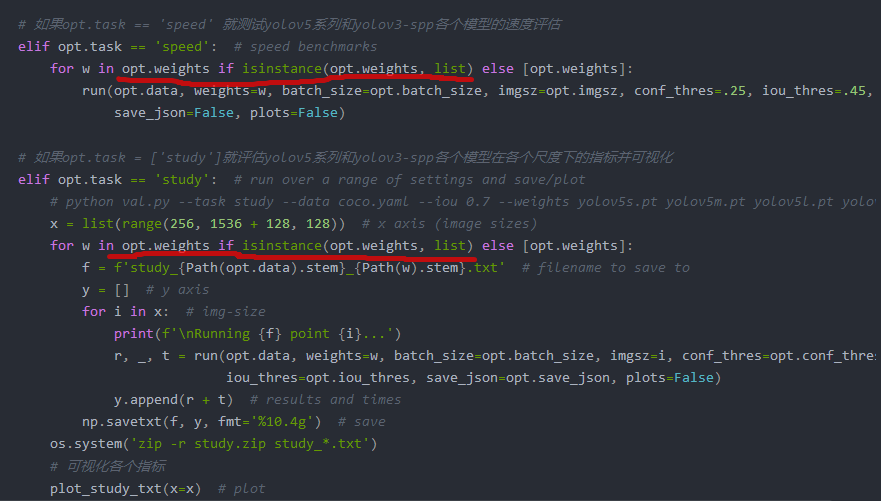 # 如果opt.task == 'speed' 就测试yolov5系列和yolov3-spp各个模型的速度评估
elif opt.task == 'speed':  # speed benchmarks
    for w in opt.weights if isinstance(opt.weights, list) else [opt.weights]:
        run(opt.data, weights=w, batch_size=opt.batch_size, imgsz=opt.imgsz, conf_thres=.25, iou_thres=.45,
            save_json=False, plots=False)
# 如果opt.task = ['study']就评估yolov5系列和yolov3-spp各个模型在各个尺度下的指标并可视化
elif opt.task == 'study':  # run over a range of settings and save/plot
    # python val.py --task study --data coco.yaml --iou 0.7 --weights yolov5s.pt yolov5m.pt yolov5l.pt yolov
    x = list(range(256, 1536 + 128, 128))  # x axis (image sizes)
    for w in opt.weights if isinstance(opt.weights, list) else [opt.weights]:
        f = f'study_{Path(opt.data).stem}_{Path(w).stem}.txt'  # filename to save to
        y = []  # y axis
        for i in x:  # img-size
            print(f'\nRunning {f} point {i}...')
            r, _, t = run(opt.data, weights=w, batch_size=opt.batch_size, imgsz=i, conf_thres=opt.conf_thre
                          iou_thres=opt.iou_thres, save_json=opt.save_json, plots=False)
            y.append(r + t)  # results and times
        np.savetxt(f, y, fmt='%10.4g')  # save
    os.system('zip -r study.zip study_*.txt')
    # 可视化各个指标
    plot_study_txt(x=x)  # plot